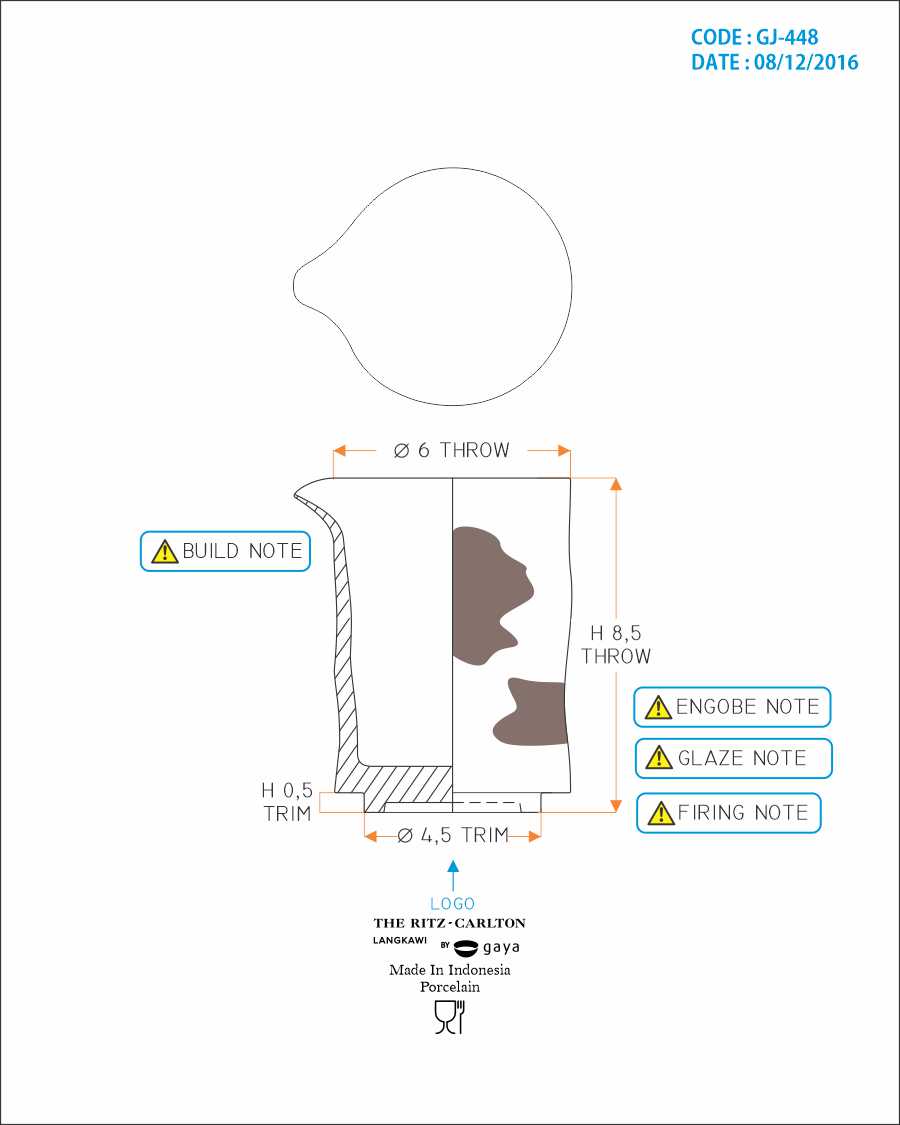 CODE : GJ-448
DATE : 08/12/2016
Ø 6 THROW
BUILD NOTE
H 8,5
THROW
ENGOBE NOTE
GLAZE NOTE
FIRING NOTE
H 0,5
TRIM
Ø 4,5 TRIM
LOGO
THE RITZ-CARLTON
LANGKAWI BY gaya
Made In Indonesia
Porcelain